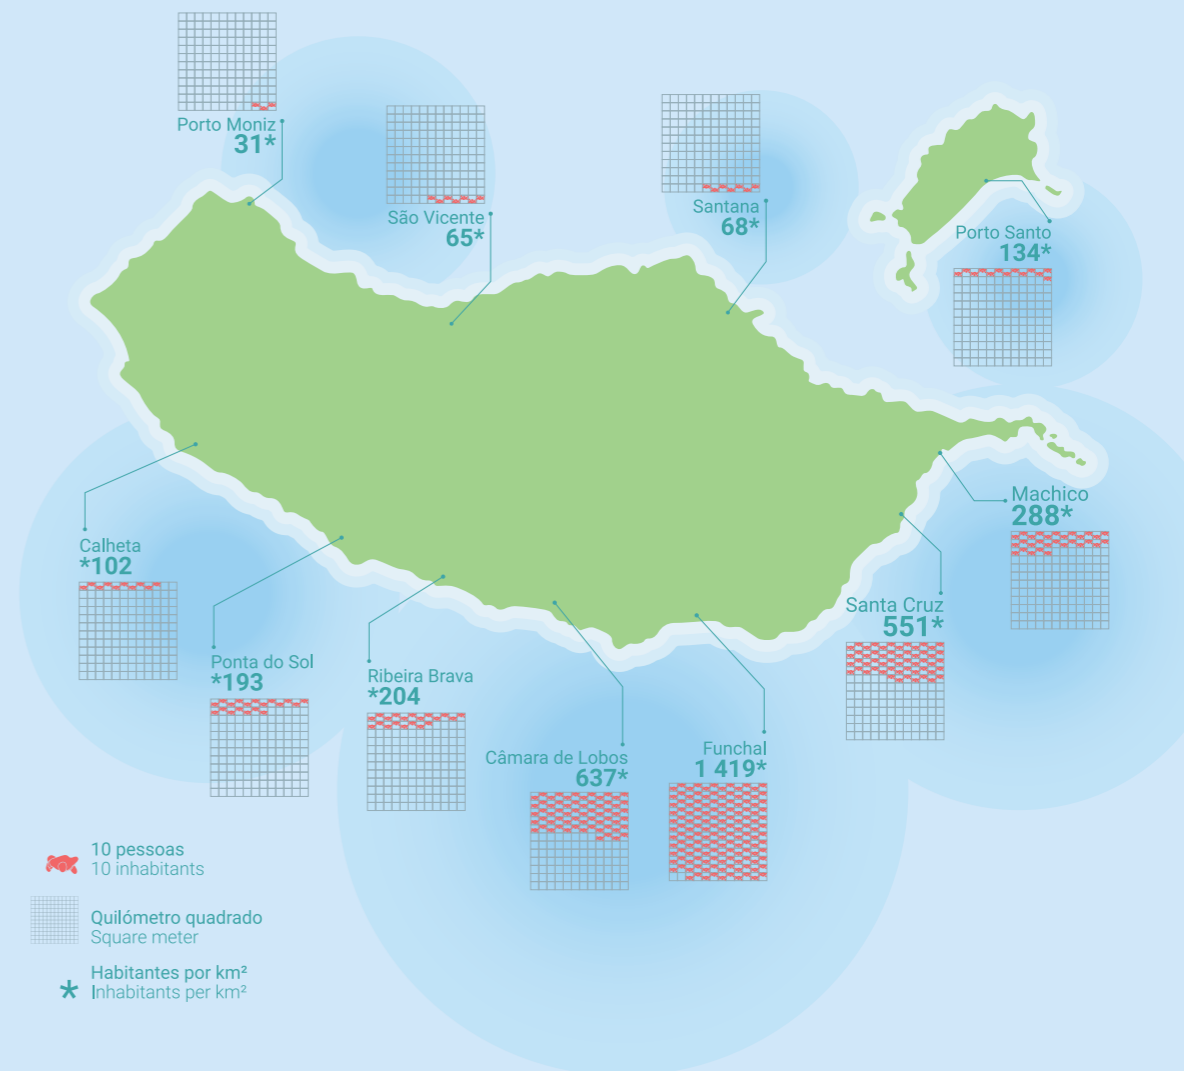 Porto Moniz
31*
São Vicente
65*
Santana
68*
Porto Santo
134*
Machico
288*
Calheta
*102
Santa Cruz
551*
Ponta do Sol
*193
Ribeira Brava
*204
Câmara de Lobos
637*
Funchal
1 419*
10 pessoas
10 inhabitants
Quilómetro quadrado
Square meter
* Habitantes por km²
Inhabitants per km²